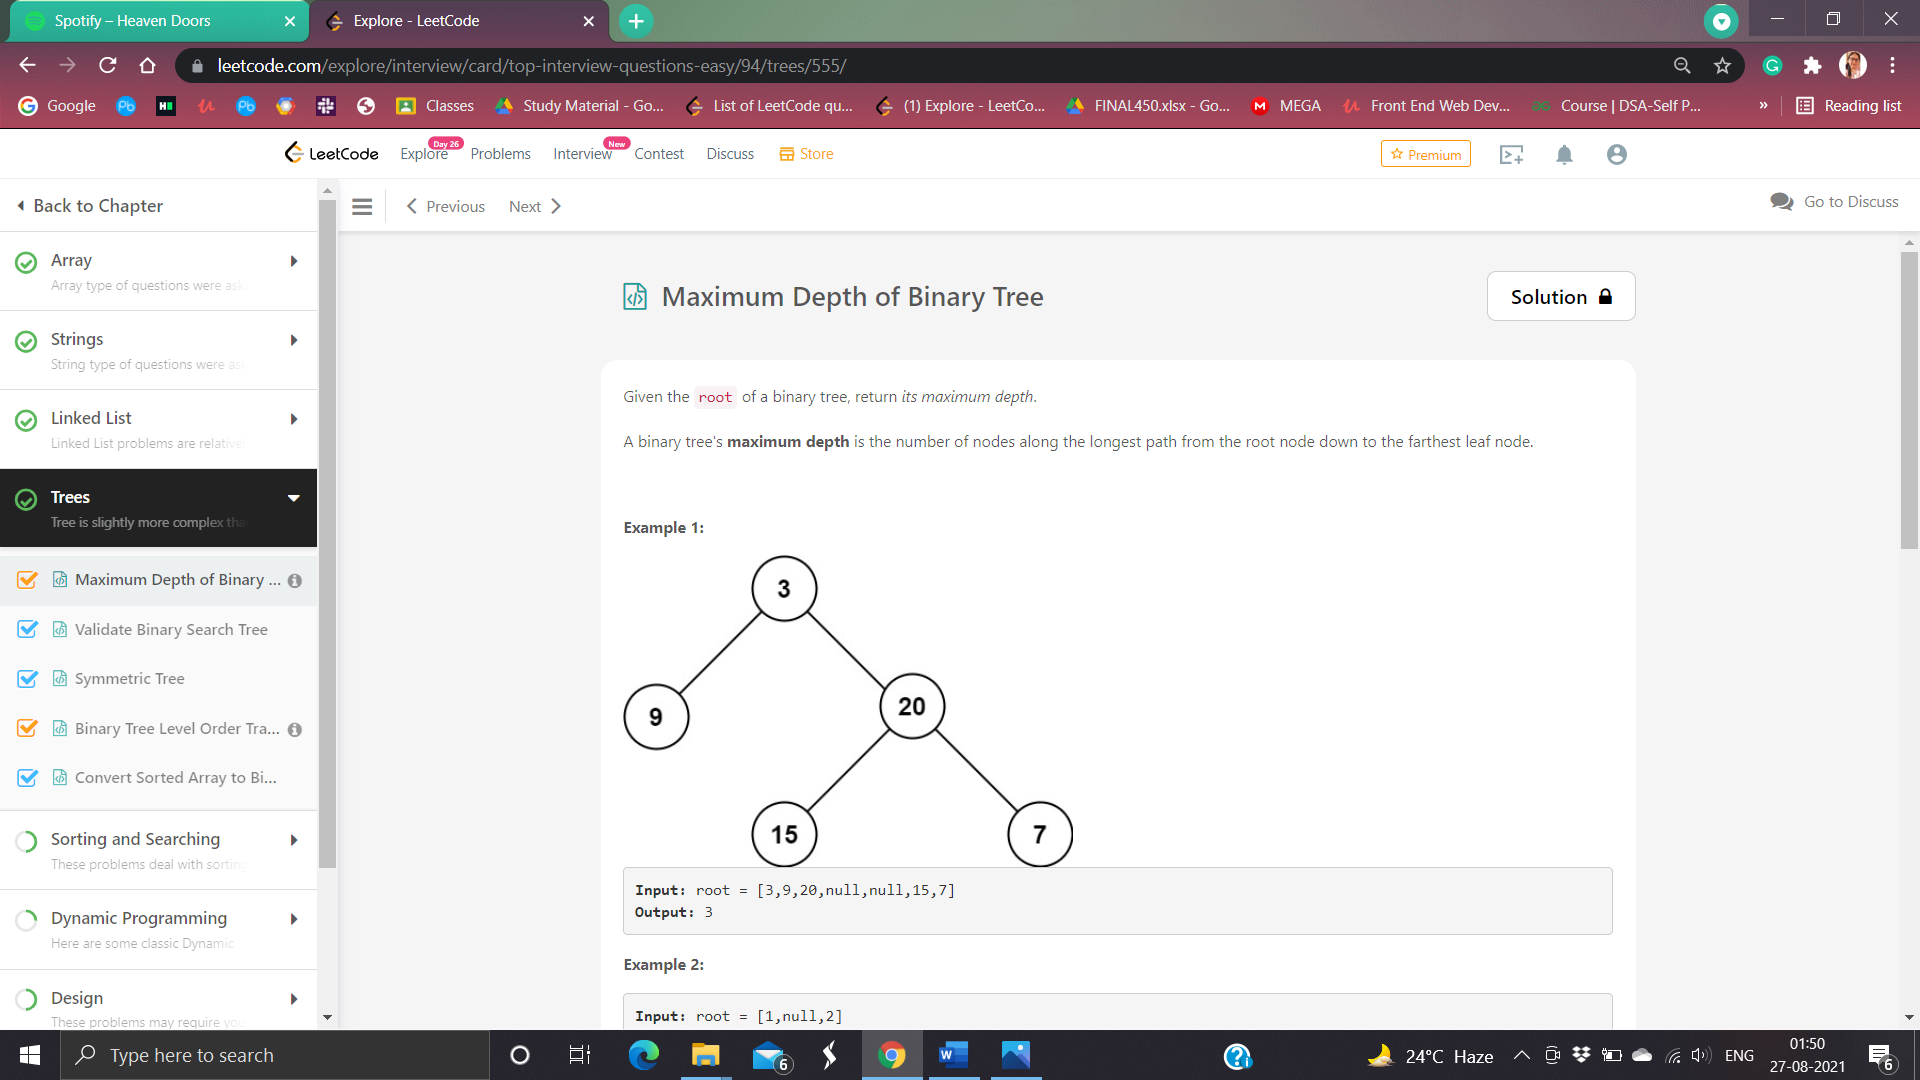 Spotify – Heaven Doors
Explore - LeetCode
leetcode.com/explore/interview/card/top-interview-questions-easy/94/trees/555/
Google
Classes
Study Material - Go...
List of LeetCode qu...
(1) Explore - LeetCo...
FINAL450.xlsx - Go...
MEGA
Front End Web Dev...
Course | DSA-Self P...
»
Reading list
LeetCode
Explore
Day 26
Problems
Interview
New
Contest
Discuss
Store
Premium
Back to Chapter
Previous
Next
Go to Discuss
Array
Array type of questions were ask
Strings
String type of questions were as
Linked List
Linked List problems are relative
Trees
Tree is slightly more complex tha
Maximum Depth of Binary ...
Validate Binary Search Tree
Symmetric Tree
Binary Tree Level Order Tra...
Convert Sorted Array to Bi...
Sorting and Searching
These problems deal with sorting
Dynamic Programming
Here are some classic Dynamic
Design
These problems may require you
Maximum Depth of Binary Tree
Solution
Given the root of a binary tree, return its maximum depth.
A binary tree's maximum depth is the number of nodes along the longest path from the root node down to the farthest leaf node.
Example 1:
3
9
20
15
7
Input: root = [3,9,20,null,null,15,7]
Output: 3
Example 2:
Input: root = [1,null,2]
Type here to search
6
24°C Haze
ENG
01:50
27-08-2021
6